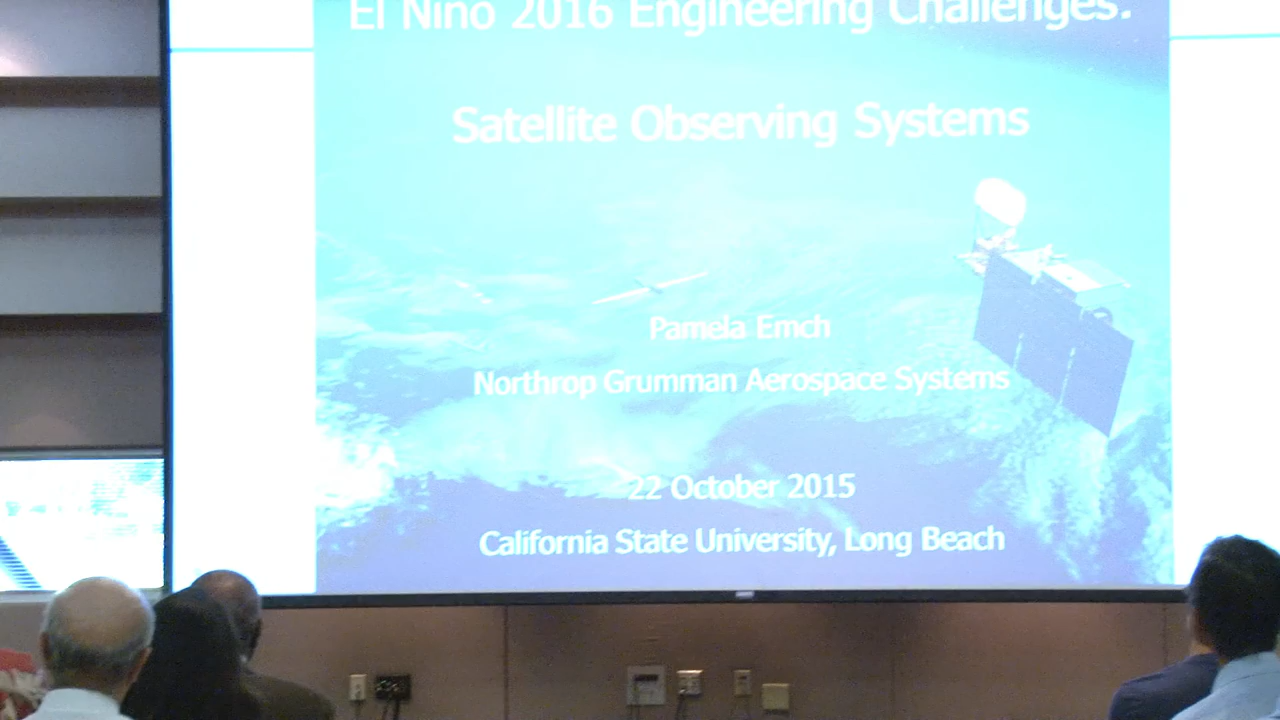 El Nino 2016 Engineering Challenges:
Satellite Observing Systems
Pamela Emch
Northrop Grumman Aerospace Systems
22 October 2015
California State University, Long Beach